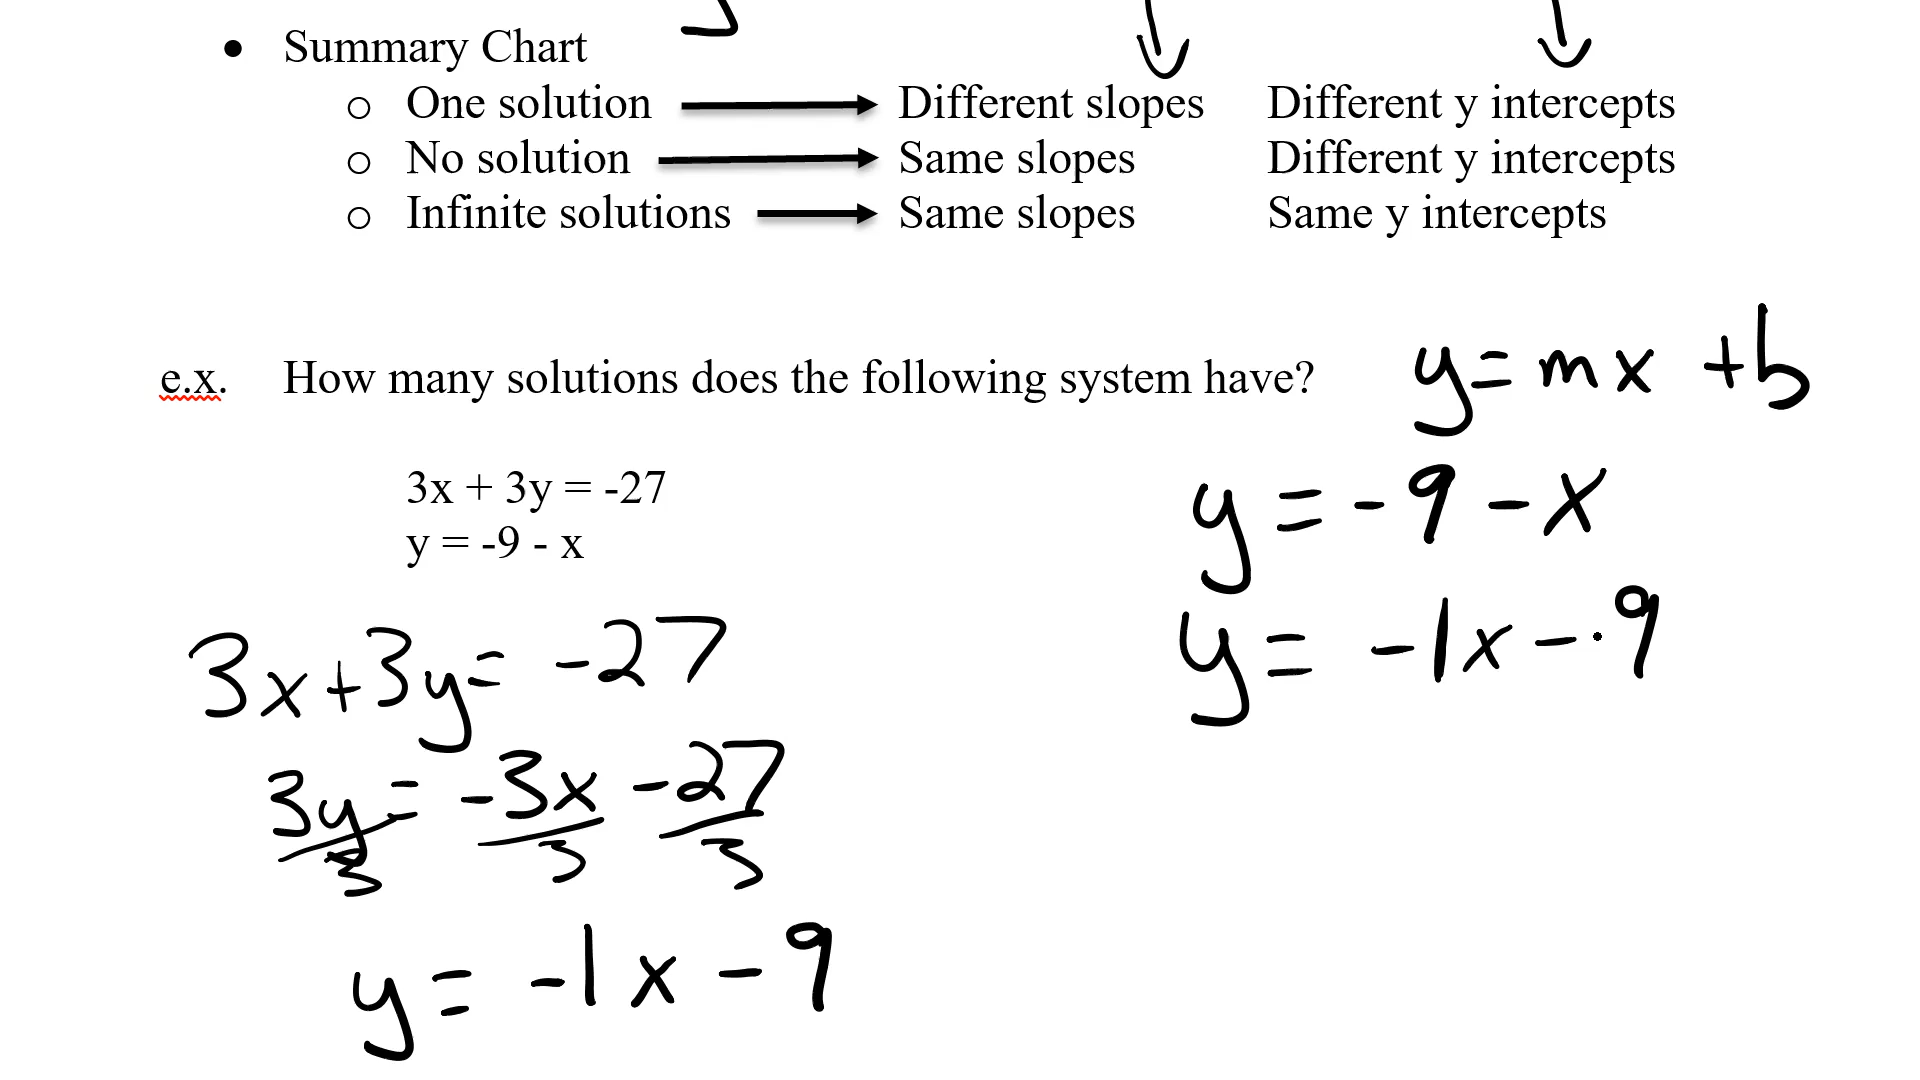 • Summary Chart
o One solution → Different slopes Different y intercepts
o No solution → Same slopes Different y intercepts
o Infinite solutions → Same slopes Same y intercepts
e.x. How many solutions does the following system have?
y = mx + b
3x + 3y = -27
y = -9 - x
y = -9 - x
y = -1x - 9
3x + 3y = -27
3y = -3x - 27
3 3 3
y = -1x - 9